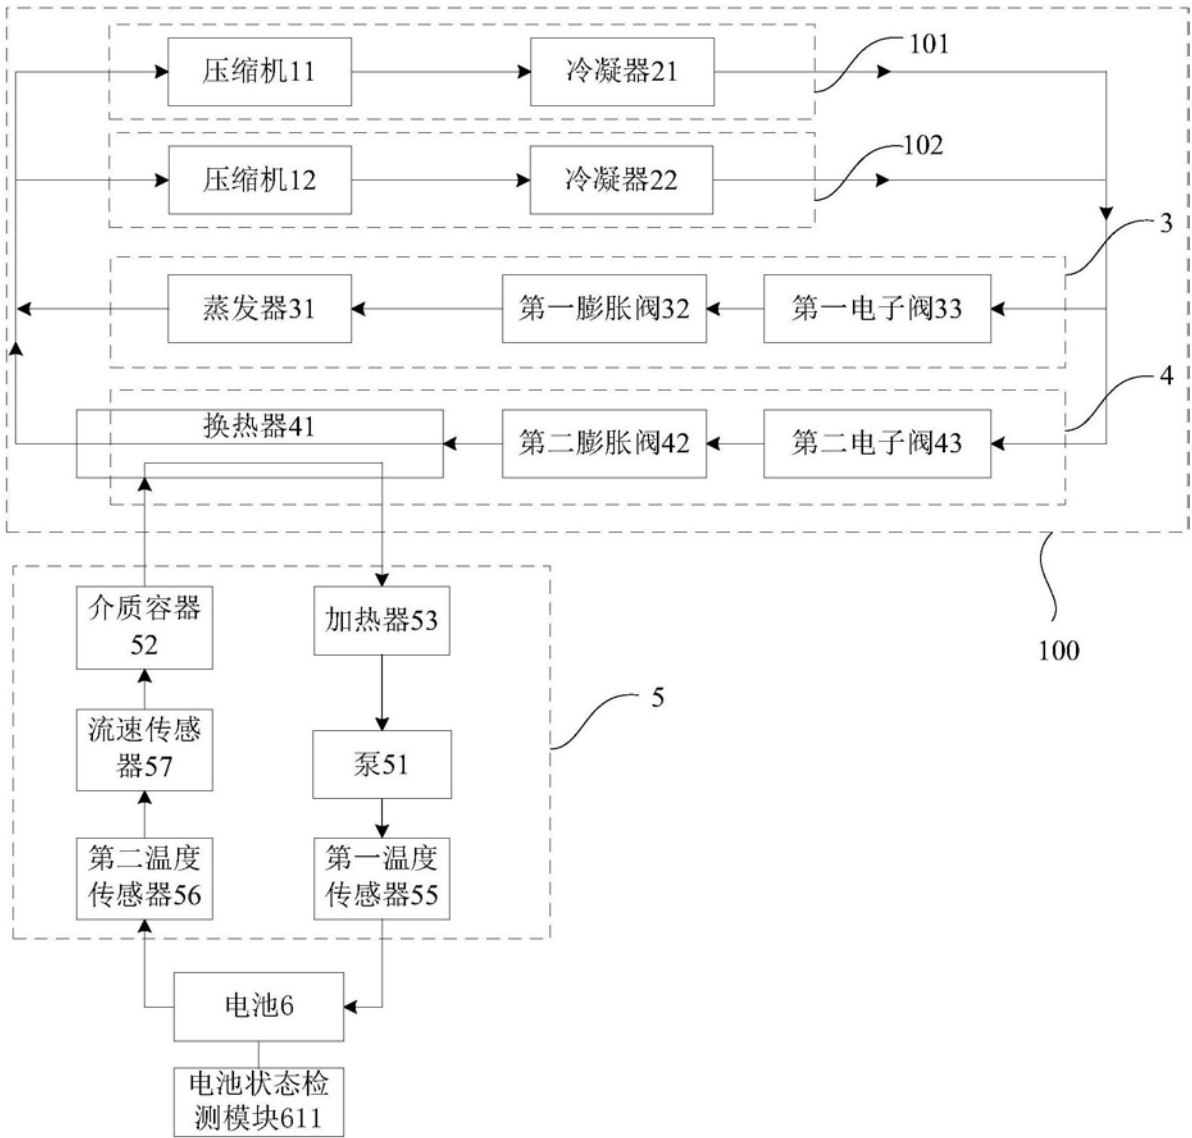 压缩机11
冷凝器21
101
压缩机12
冷凝器22
102
3
蒸发器31
第一膨胀阀32
第一电子阀33
4
换热器41
第二膨胀阀42
第二电子阀43
100
介质容器
52
加热器53
5
流速传感
器57
泵51
第二温度
传感器56
第一温度
传感器55
电池6
电池状态检
测模块611